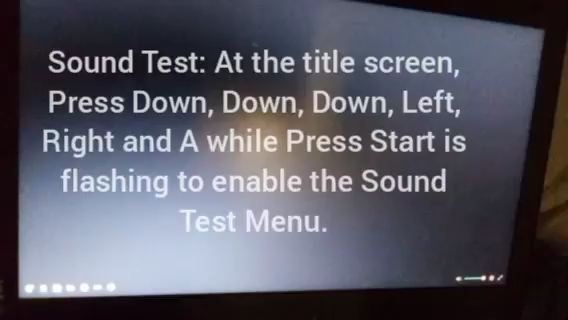 Sound Test: At the title screen,
Press Down, Down, Down, Left,
Right and A while Press Start is
flashing to enable the Sound
Test Menu.